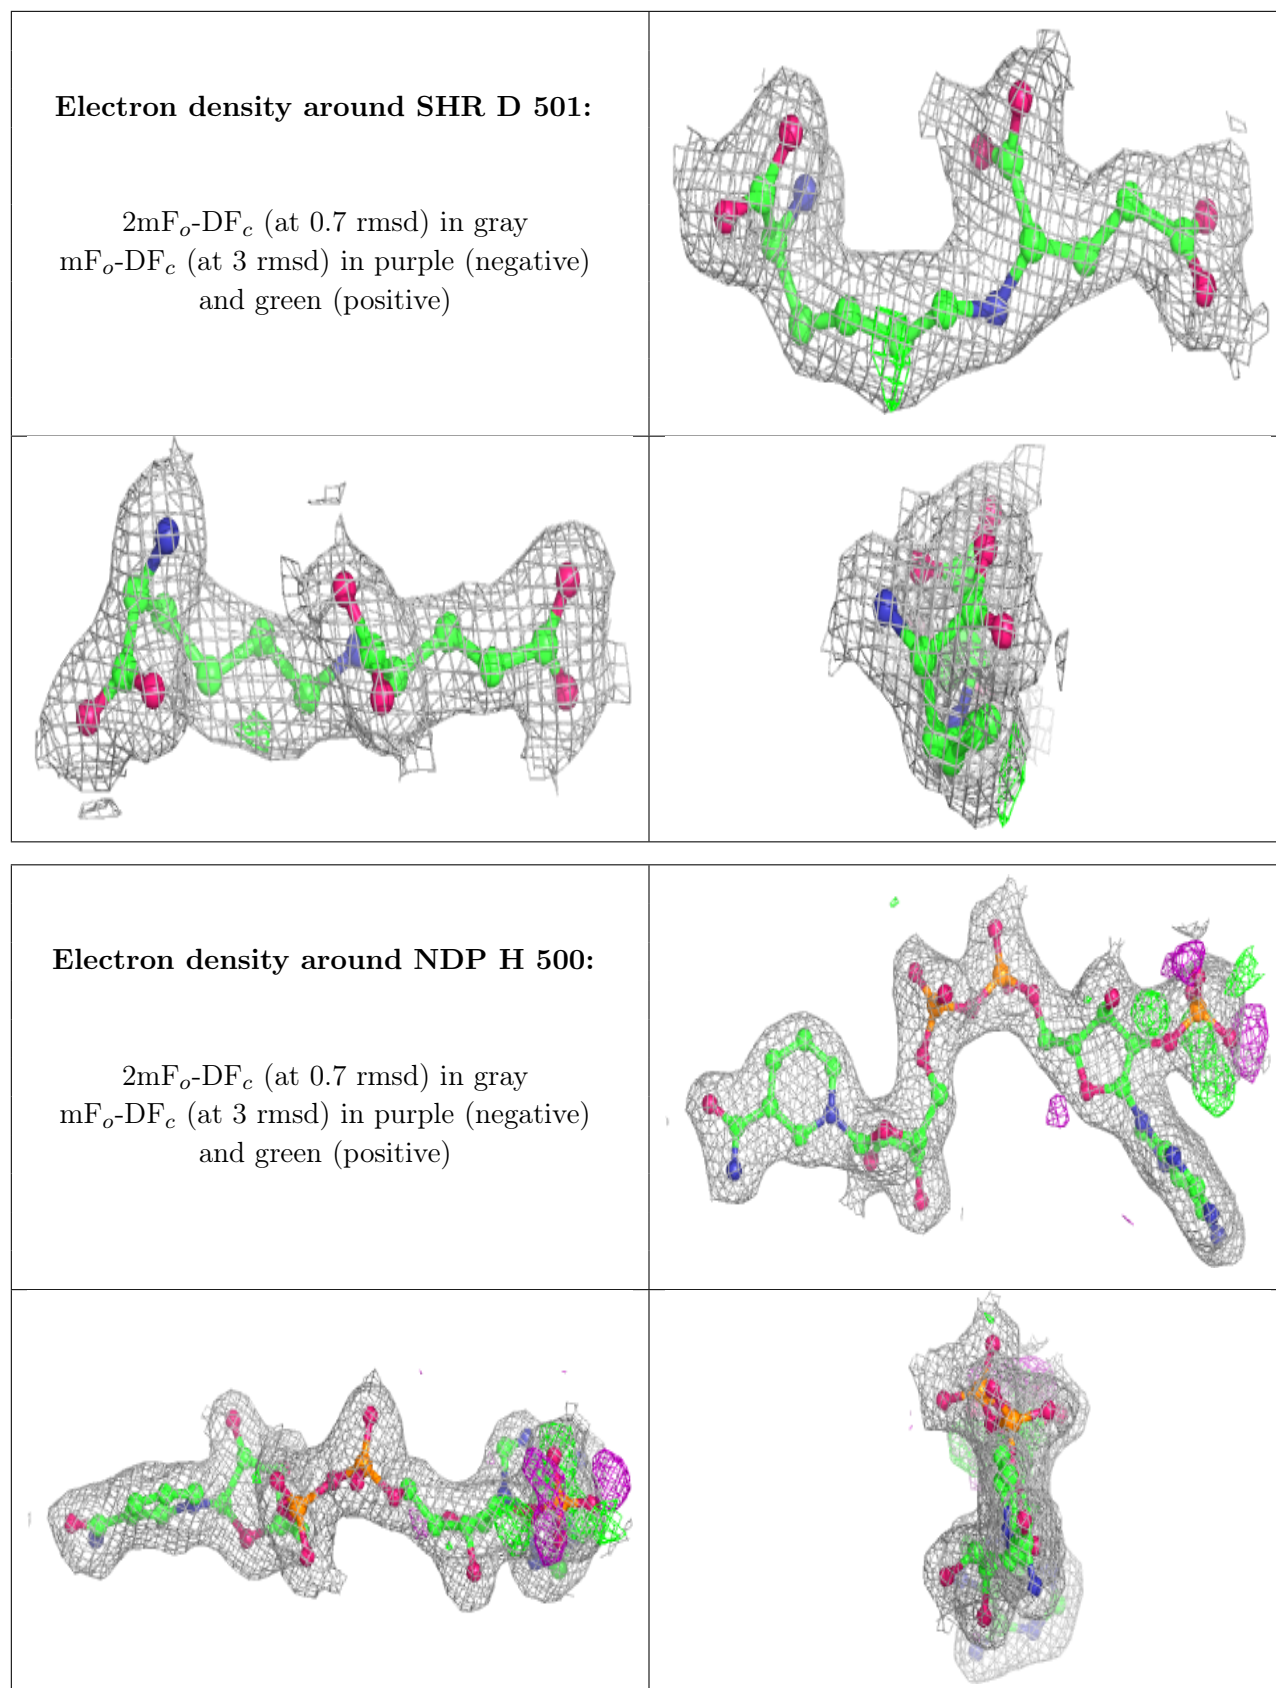 Electron density around SHR D 501:
2mFo-DFc (at 0.7 rmsd) in gray
mFo-DFc (at 3 rmsd) in purple (negative)
and green (positive)
Electron density around NDP H 500:
2mFo-DFc (at 0.7 rmsd) in gray
mFo-DFc (at 3 rmsd) in purple (negative)
and green (positive)